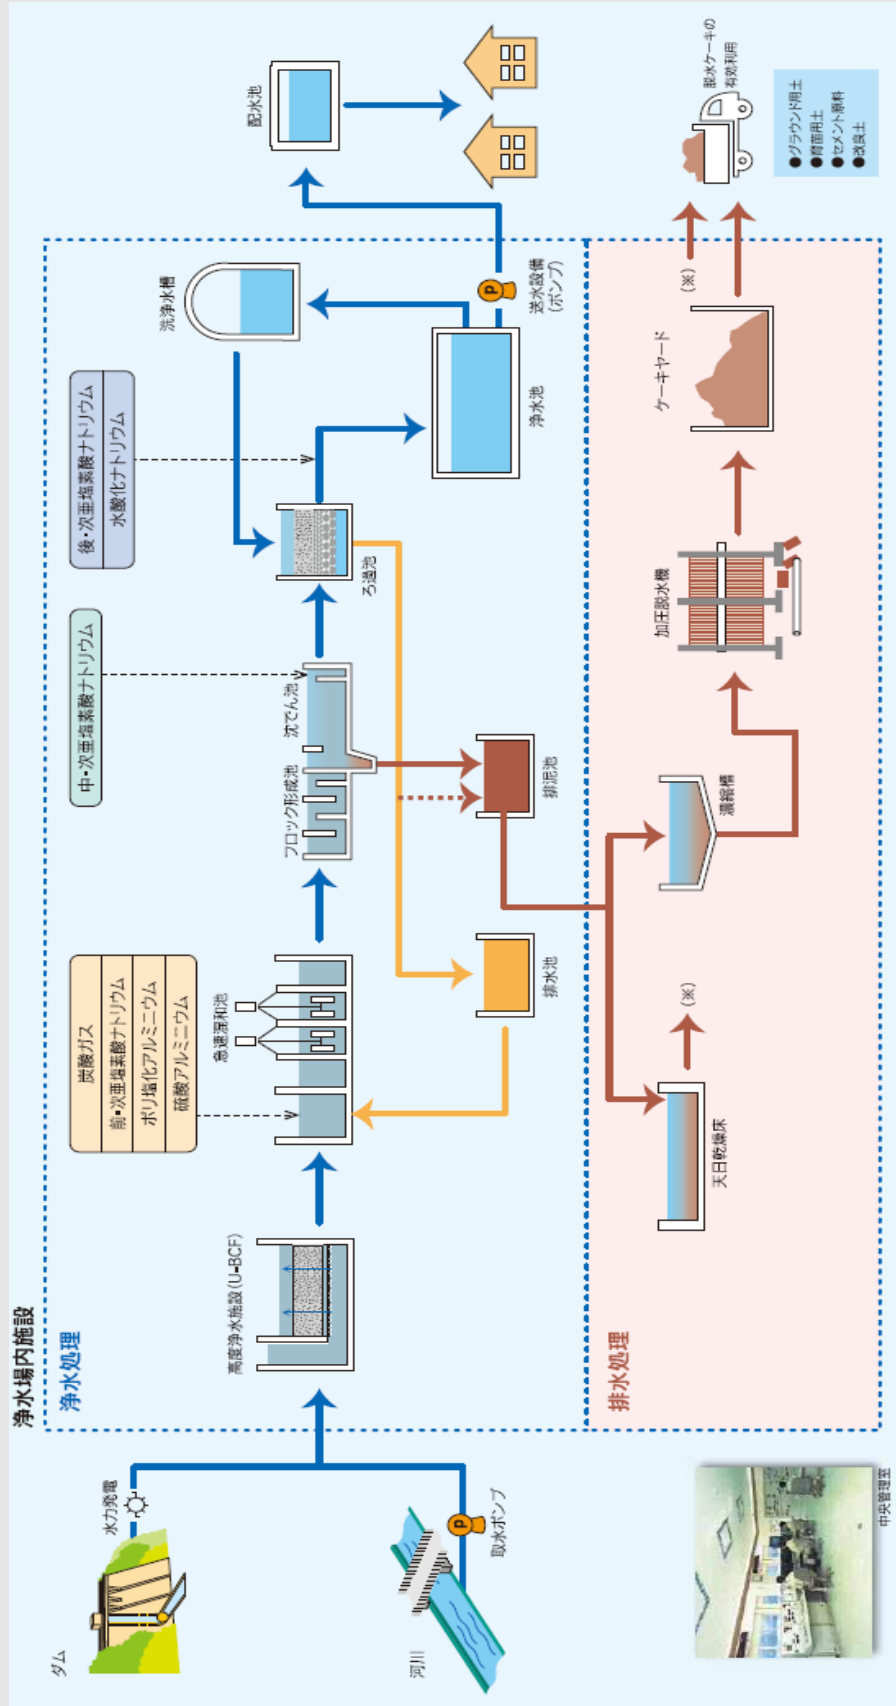 浄水場内施設
浄水処理
ダム
水力発電
河川
取水ポンプ
高度浄水施設(U-BCF)
炭酸ガス
前・次亜塩素酸ナトリウム
ポリ塩化アルミニウム
硫酸アルミニウム
急速混和池
フロック形成池
沈でん池
中・次亜塩素酸ナトリウム
ろ過池
後・次亜塩素酸ナトリウム
水酸化ナトリウム
洗浄水槽
浄水池
P
送水設備
(ポンプ)
配水池
P
排水池
排泥池
排水処理
天日乾燥床
(※)
濃縮槽
加圧脱水機
ケーキヤード
(※)
脱水ケーキの
有効利用
●グラウンド用土
●育苗用土
●セメント原料
●改良土
中央管理室